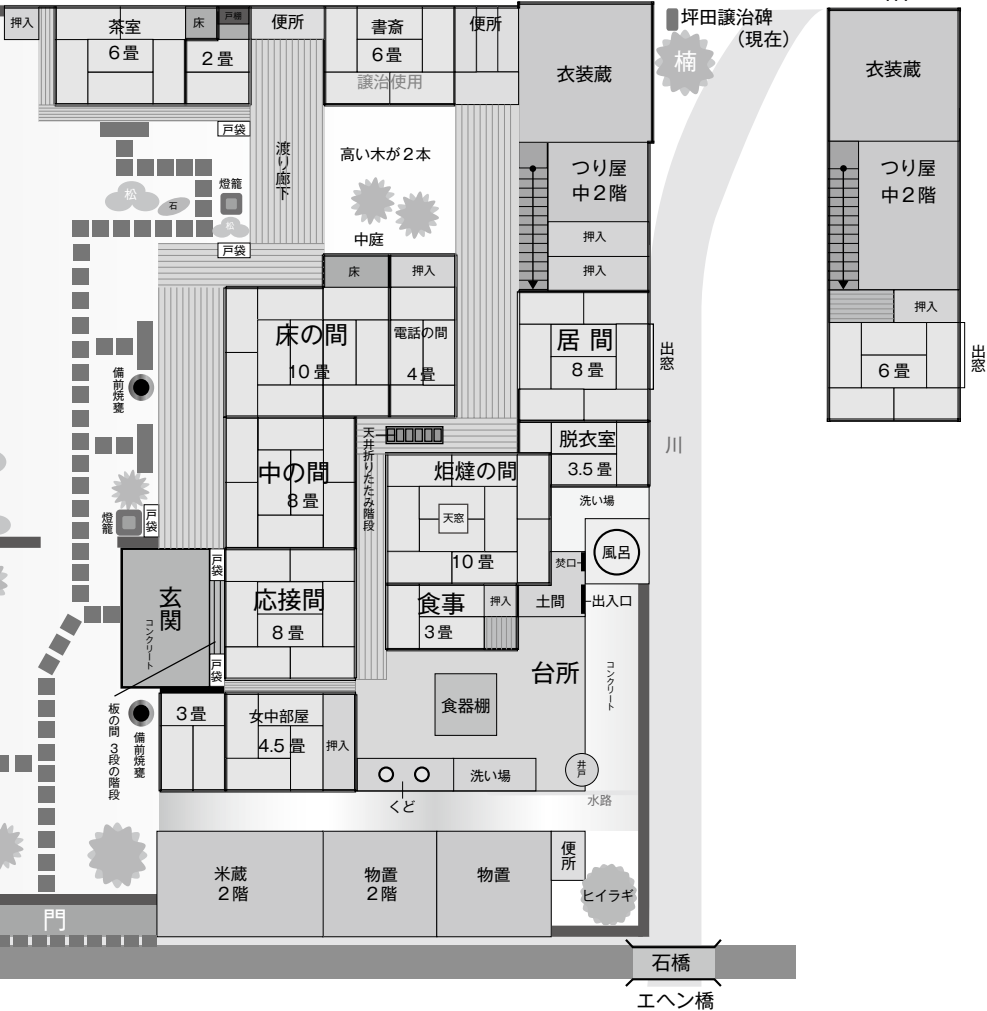 押入
茶室
6畳
床
戸棚
2畳
便所
書斎
6畳
譲治使用
便所
衣装蔵
坪田譲治碑
（現在）
楠
衣装蔵
戸袋
渡り廊下
高い木が２本
中庭
つり屋
中２階
押入
押入
つり屋
中２階
押入
6畳
出窓
松
石
燈籠
松
戸袋
床
押入
床の間
10畳
電話の間
4畳
居間
8畳
出窓
備前焼甕
川
天井折りたたみ階段
脱衣室
3.5畳
中の間
8畳
炬燵の間
天窓
10畳
洗い場
風呂
焚口
燈籠
戸袋
戸袋
玄関
コンクリート
応接間
8畳
食事
3畳
押入
土間
出入口
戸袋
台所
コンクリート
食器棚
板の間 3段の階段
備前焼甕
3畳
女中部屋
4.5畳
押入
洗い場
井戸
くど
水路
米蔵
２階
物置
２階
物置
便所
ヒイラギ
門
石橋
エヘン橋